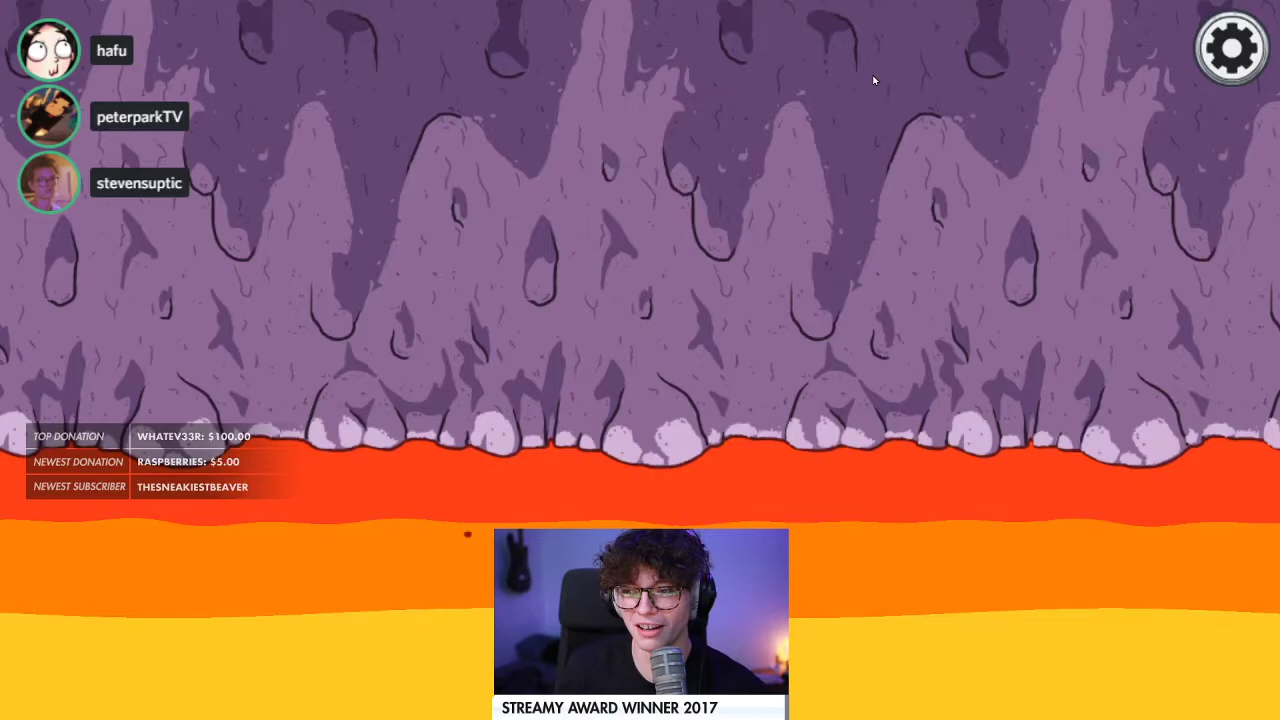 hafu
peterparkTV
stevensuptic
TOP DONATION WHATEV33R: $100.00
NEWEST DONATION RASPBERRIES: $5.00
NEWEST SUBSCRIBER THESNEAKIESTBEAVER
STREAMY AWARD WINNER 2017